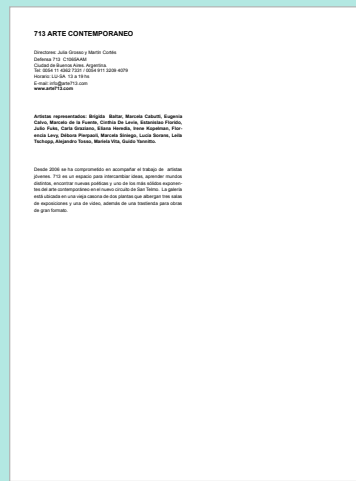 713 ARTE CONTEMPORANEO
Directores: Julia Grosso y Martín Cortés
Defensa 713 C1065AAM
Ciudad de Buenos Aires. Argentina.
Tel: 0054 11 4362 7331 / 0054 911 3209 4079
Horario: LU-SA 13 a 19 hs
E-mail: info@arte713.com
www.arte713.com
Artistas representados: Brígida Baltar, Marcela Cabutti, Eugenia
Calvo, Marcelo de la Fuente, Cinthia De Levie, Estanislao Florido,
Julio Fuks, Carla Graziano, Eliana Heredia, Irene Kopelman, Flor-
encia Levy, Débora Pierpaoli, Marcela Sinclair, Lucía Sorans, Leila
Tschopp, Alejandro Tosso, Mariela Vita, Guido Yannitto.
Desde 2006 se ha comprometido en acompañar el trabajo de artistas
jóvenes. 713 es un espacio para intercambiar ideas, aprender mundos
distintos, encontrar nuevas poéticas y uno de los más sólidos exponen-
tes del arte contemporáneo en el nuevo circuito de San Telmo. La galería
está ubicada en una vieja casona de dos plantas que albergan tres salas
de exposiciones y una de video, además de una trastienda para obras
de gran formato.